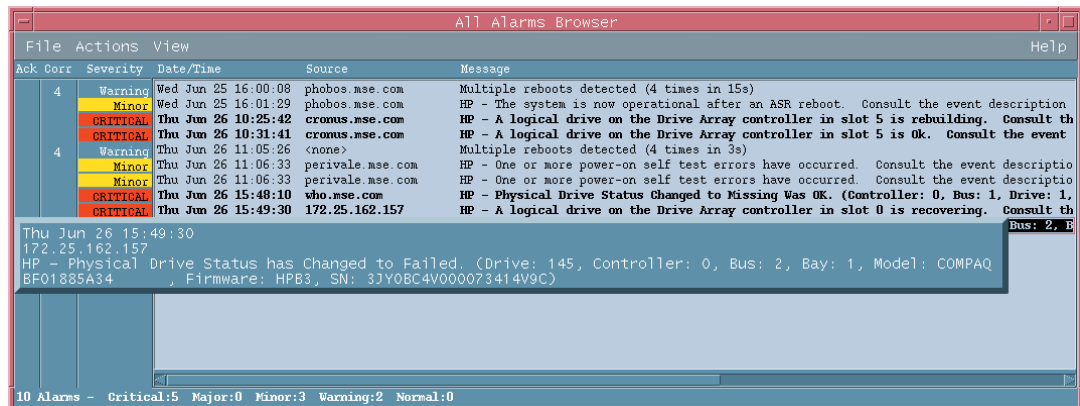 All Alarms Browser
File Actions View Help
Ack Corr Severity Date/Time Source Message
4 Warning Wed Jun 25 16:00:08 phobos.mse.com Multiple reboots detected (4 times in 15s)
Minor Wed Jun 25 16:01:29 phobos.mse.com HP - The system is now operational after an ASR reboot. Consult the event description
CRITICAL Thu Jun 26 10:25:42 cronus.mse.com HP - A logical drive on the Drive Array controller in slot 5 is rebuilding. Consult th
CRITICAL Thu Jun 26 10:31:41 cronus.mse.com HP - A logical drive on the Drive Array controller in slot 5 is Ok. Consult the event
4 Warning Thu Jun 26 11:05:26 <none> Multiple reboots detected (4 times in 3s)
Minor Thu Jun 26 11:06:33 perivale.mse.com HP - One or more power-on self test errors have occurred. Consult the event descriptio
Minor Thu Jun 26 11:06:33 perivale.mse.com HP - One or more power-on self test errors have occurred. Consult the event descriptio
CRITICAL Thu Jun 26 15:48:10 who.mse.com HP - Physical Drive Status Changed to Missing Was OK. (Controller: 0, Bus: 1, Drive: 1,
CRITICAL Thu Jun 26 15:49:30 172.25.162.157 HP - A logical drive on the Drive Array controller in slot 0 is recovering. Consult th
Bus: 2, B
Thu Jun 26 15:49:30
172.25.162.157
HP - Physical Drive Status has Changed to Failed. (Drive: 145, Controller: 0, Bus: 2, Bay: 1, Model: COMPAQ
BF01885A34 , Firmware: HPB3, SN: 3JY0BC4V000073414V9C)
10 Alarms - Critical:5 Major:0 Minor:3 Warning:2 Normal:0